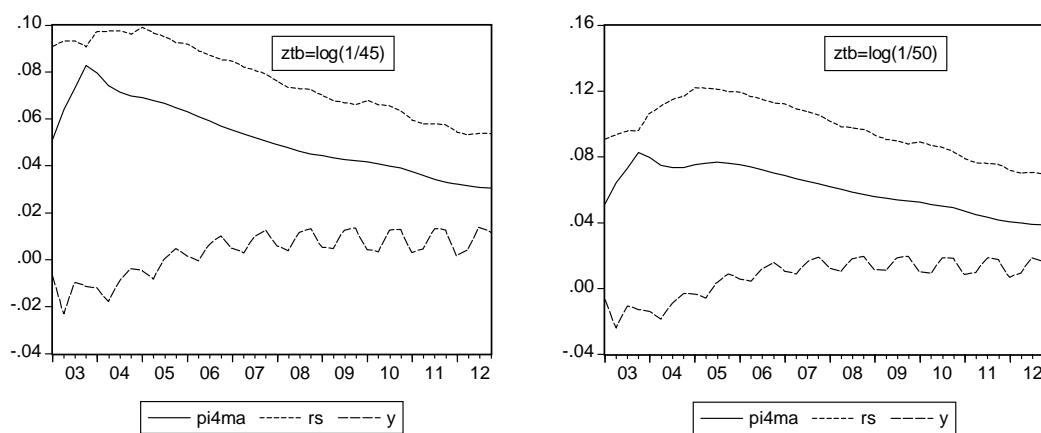 .10
.08
.06
.04
.02
.00
-.02
-.04
ztb=log(1/45)
03 04 05 06 07 08 09 10 11 12
pi4ma rs y
.16
.12
.08
.04
.00
-.04
ztb=log(1/50)
03 04 05 06 07 08 09 10 11 12
pi4ma rs y